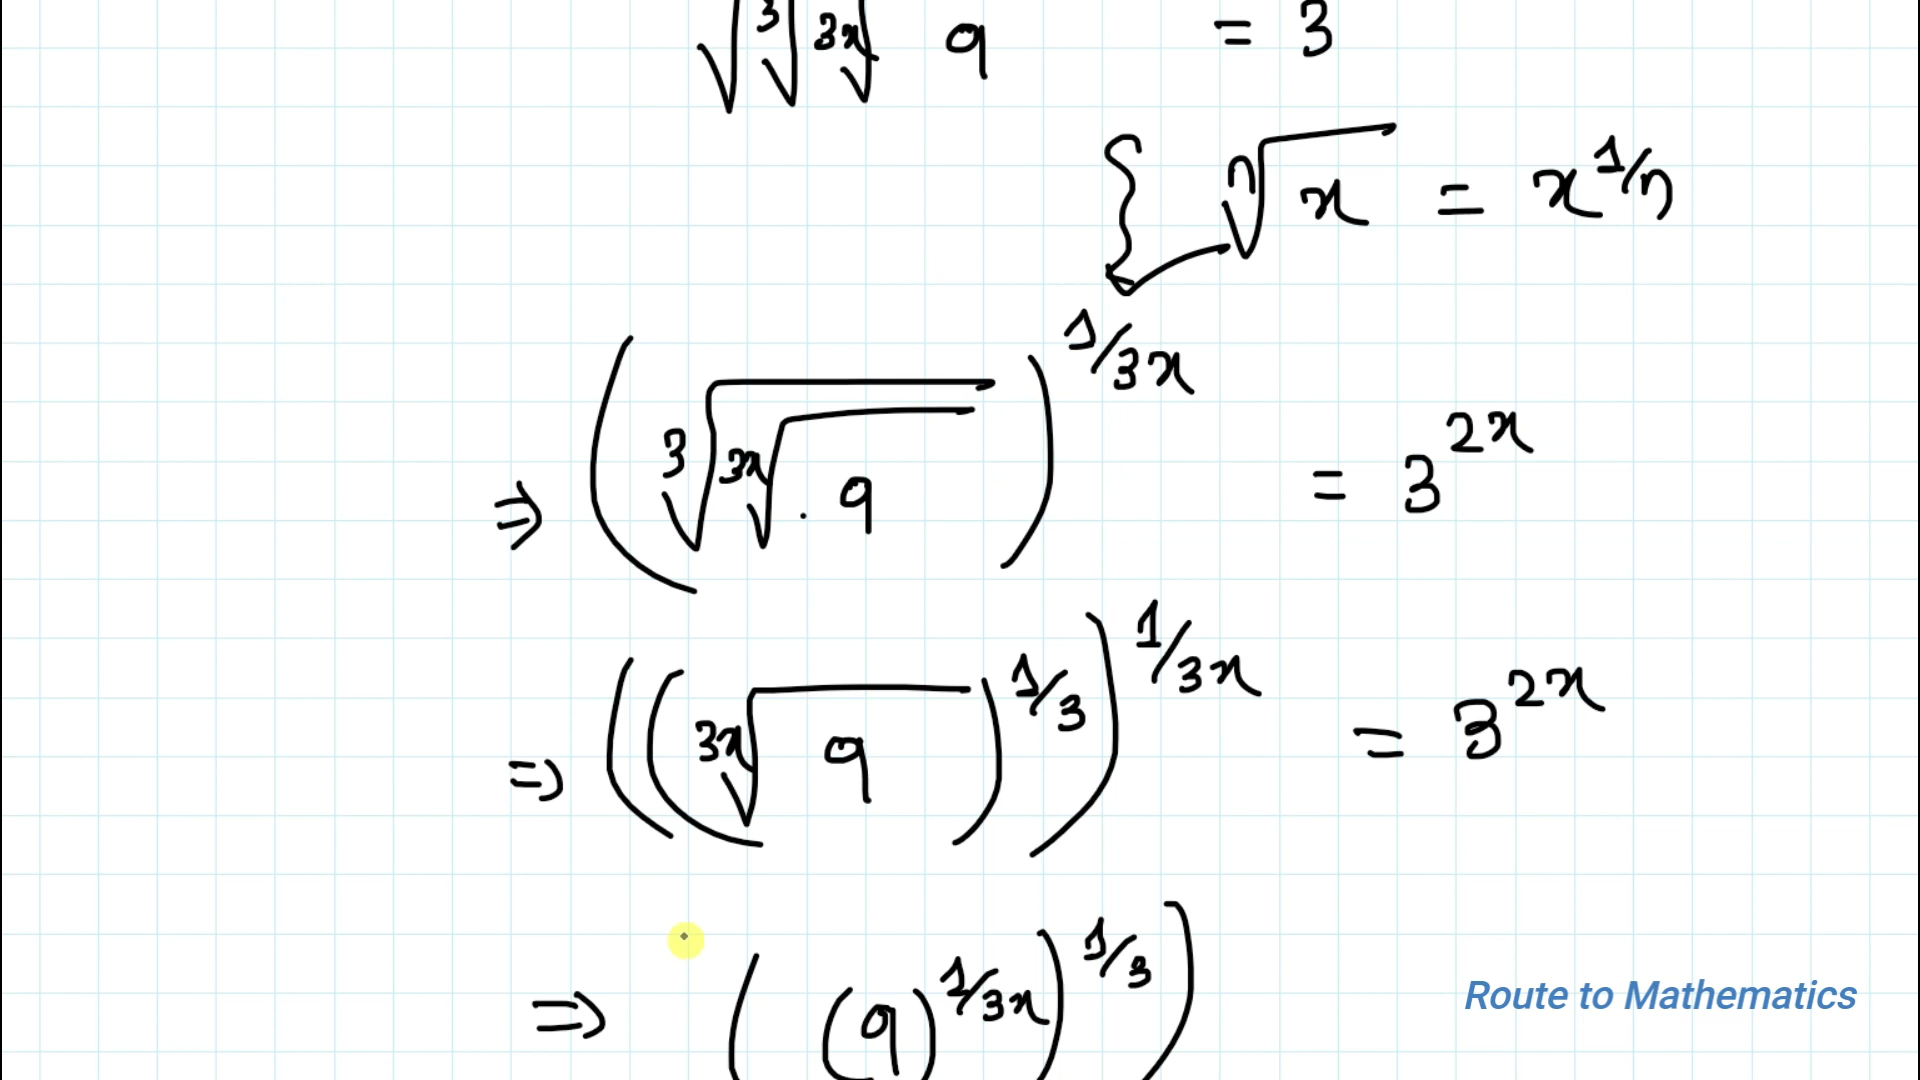 √ ³√ ³ˣ√ 9 = 3
{ ⁿ√x = x^1/n
⇒ ( ³√ ³ˣ√. 9 )^1/3x = 3^2x
⇒ ( ( ³ˣ√9 )^1/3 )^1/3x = 3^2x
⇒ ( (9)^1/3x )^1/3 )
Route to Mathematics